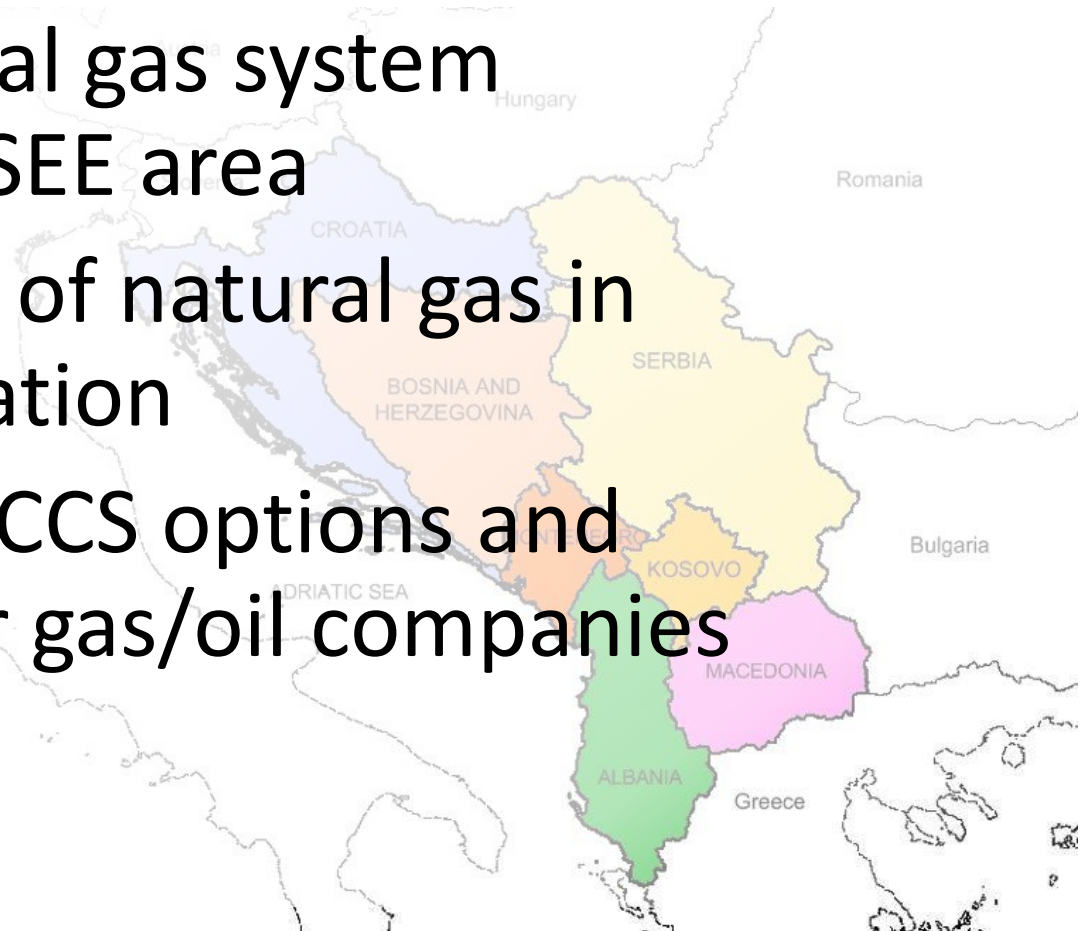 al gas system
Hungary
SEE area
Romania
CROATIA
of natural gas in
SERBIA
ation
BOSNIA AND
HERZEGOVINA
CCS options and
MONTENEGRO
Bulgaria
KOSOVO
ADRIATIC SEA
r gas/oil companies
MACEDONIA
ALBANIA
Greece